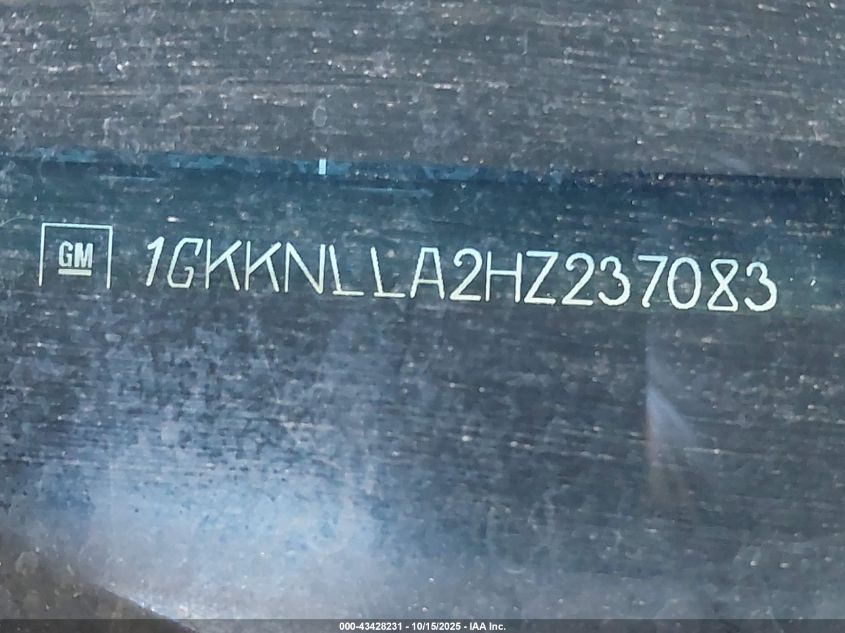 GM 1GKKNLLA2HZ237083
000-43428231 - 10/15/2025 - IAA Inc.